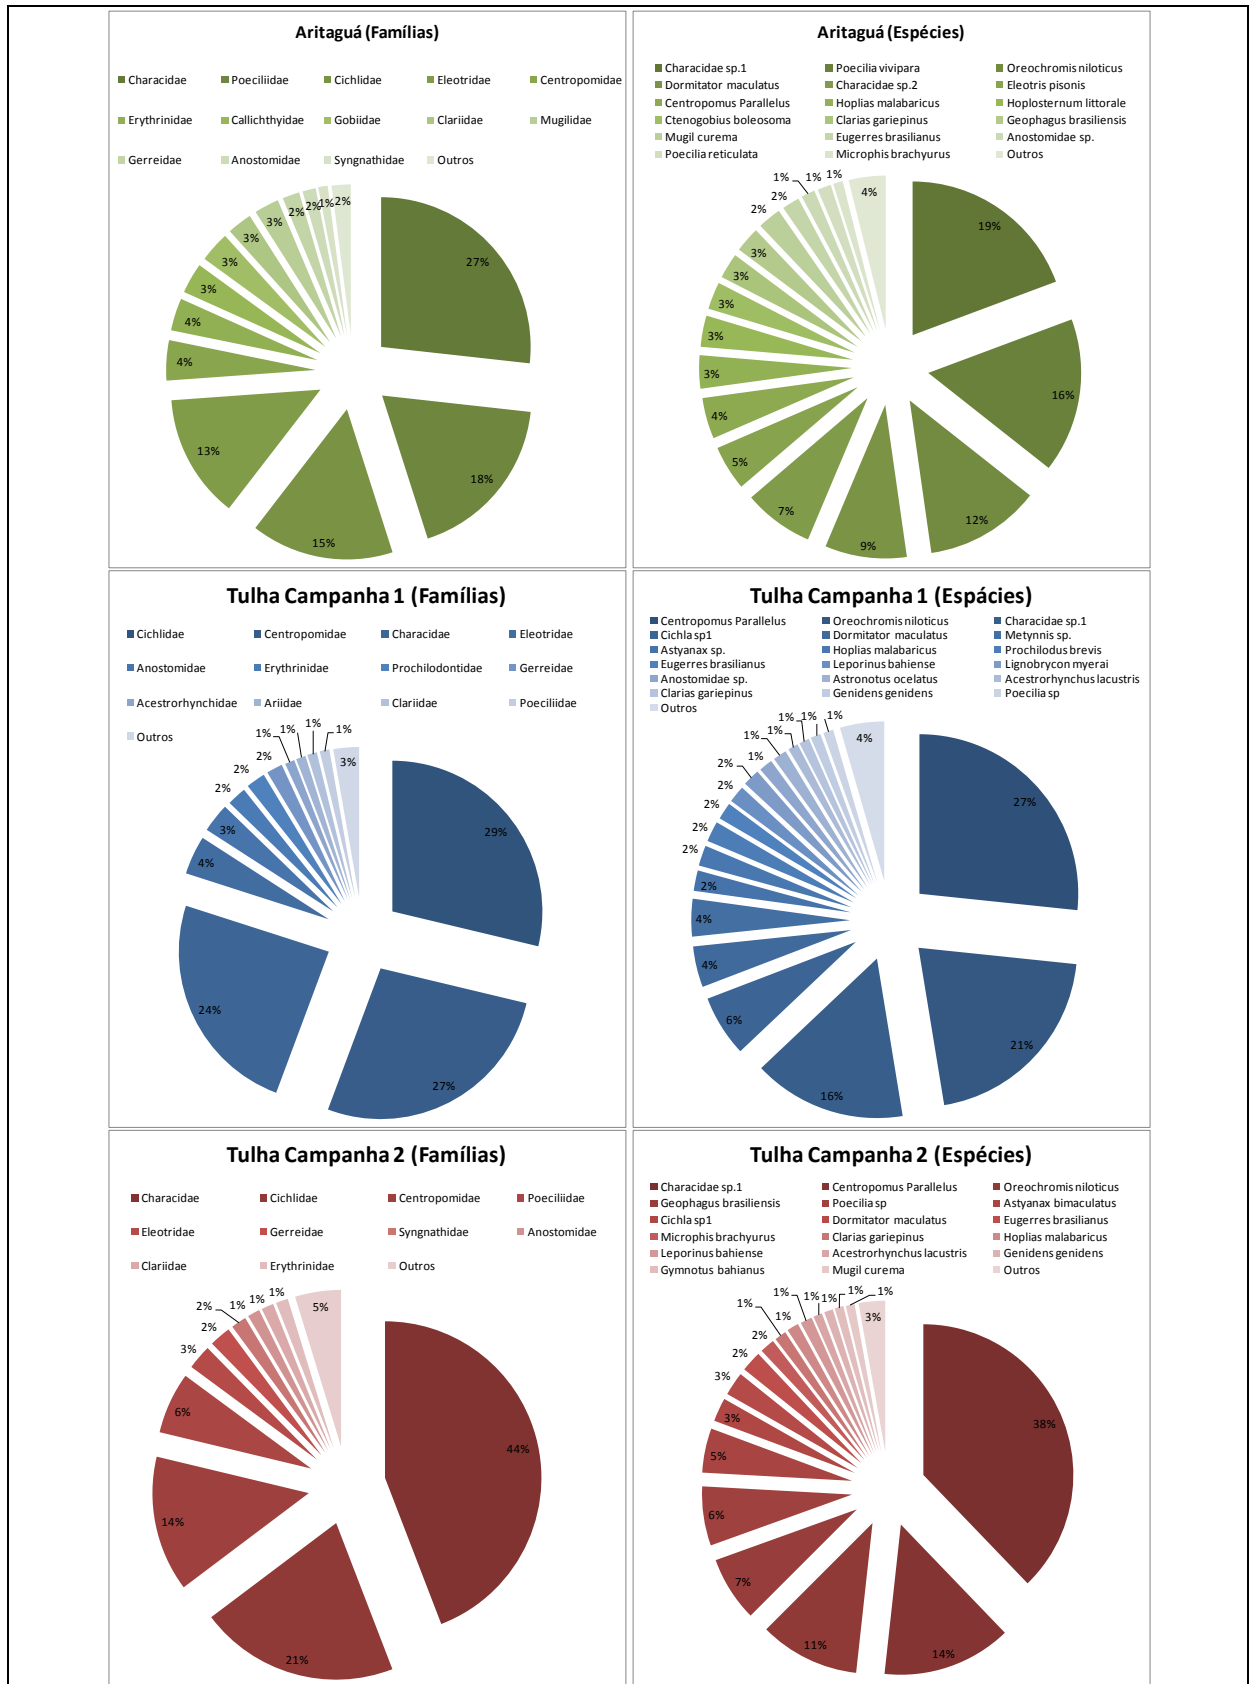 Aritaguá (Famílias)
Characidae Poeciliidae Cichlidae Eleotridae Centropomidae
Erythrinidae Callichthyidae Gobiidae Clariidae Mugilidae
Gerreidae Anostomidae Syngnathidae Outros
27%
18%
15%
13%
4%
4%
3%
3%
3%
3%
2%
2%
1%
2%
Aritaguá (Espécies)
Characidae sp.1 Poecilia vivipara Oreochromis niloticus
Dormitator maculatus Characidae sp.2 Eleotris pisonis
Centropomus Parallelus Hoplias malabaricus Hoplosternum littorale
Ctenogobius boleosoma Clarias gariepinus Geophagus brasiliensis
Mugil curema Eugerres brasilianus Anostomidae sp.
Poecilia reticulata Microphis brachyurus Outros
19%
16%
12%
9%
7%
5%
4%
3%
3%
3%
3%
3%
2%
2%
1%
1%
1%
4%
Tulha Campanha 1 (Famílias)
Cichlidae Centropomidae Characidae Eleotridae
Anostomidae Erythrinidae Prochilodontidae Gerreidae
Acestrorhynchidae Ariidae Clariidae Poeciliidae
Outros
29%
27%
24%
4%
3%
2%
2%
2%
1%
1%
1%
1%
3%
Tulha Campanha 1 (Espácies)
Centropomus Parallelus Oreochromis niloticus Characidae sp.1
Cichla sp1 Dormitator maculatus Metynnis sp.
Astyanax sp. Hoplias malabaricus Prochilodus brevis
Eugerres brasilianus Leporinus bahiense Lignobrycon myerai
Anostomidae sp. Astronotus ocelatus Acestrorhynchus lacustris
Clarias gariepinus Genidens genidens Poecilia sp
Outros
27%
21%
16%
6%
4%
4%
2%
2%
2%
2%
2%
2%
1%
1%
1%
1%
1%
1%
4%
Tulha Campanha 2 (Famílias)
Characidae Cichlidae Centropomidae Poeciliidae
Eleotridae Gerreidae Syngnathidae Anostomidae
Clariidae Erythrinidae Outros
44%
21%
14%
6%
3%
2%
2%
1%
1%
1%
5%
Tulha Campanha 2 (Espécies)
Characidae sp.1 Centropomus Parallelus Oreochromis niloticus
Geophagus brasiliensis Poecilia sp Astyanax bimaculatus
Cichla sp1 Dormitator maculatus Eugerres brasilianus
Microphis brachyurus Clarias gariepinus Hoplias malabaricus
Leporinus bahiense Acestrorhynchus lacustris Genidens genidens
Gymnotus bahianus Mugil curema Outros
38%
14%
11%
7%
6%
5%
3%
3%
2%
2%
1%
1%
1%
1%
1%
1%
1%
3%